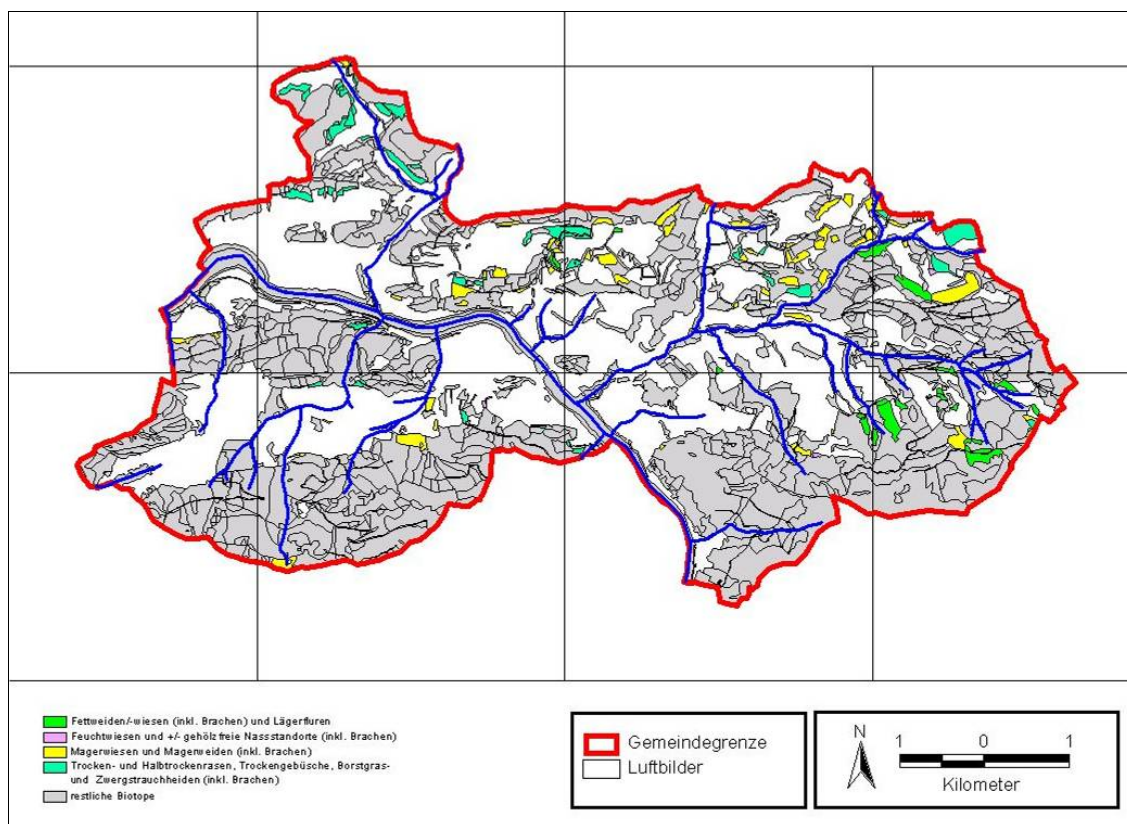 Fettweiden/-wiesen (inkl. Brachen) und Lägerfluren
Feuchtwiesen und +/- gehölzfreie Nassstandorte (inkl. Brachen)
Magerwiesen und Magerweiden (inkl. Brachen)
Trocken- und Halbtrockenrasen, Trockengebüsche, Borstgras-
und Zwergstrauchheiden (inkl. Brachen)
restliche Biotope
Gemeindegrenze
Luftbilder
N
1 0 1
Kilometer